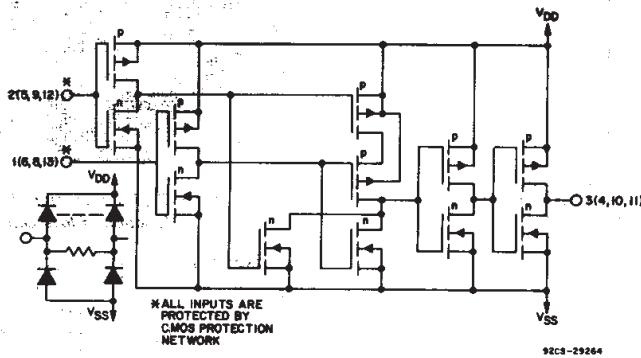 p
VDD
*
2(5,9,12)
n
p
p
*
1(6,8,13)
n
p
p
p
VDD
n
n
n
n
3(4,10,11)
VSS
*ALL INPUTS ARE
PROTECTED BY
CMOS PROTECTION
NETWORK
VSS
92CS-29264